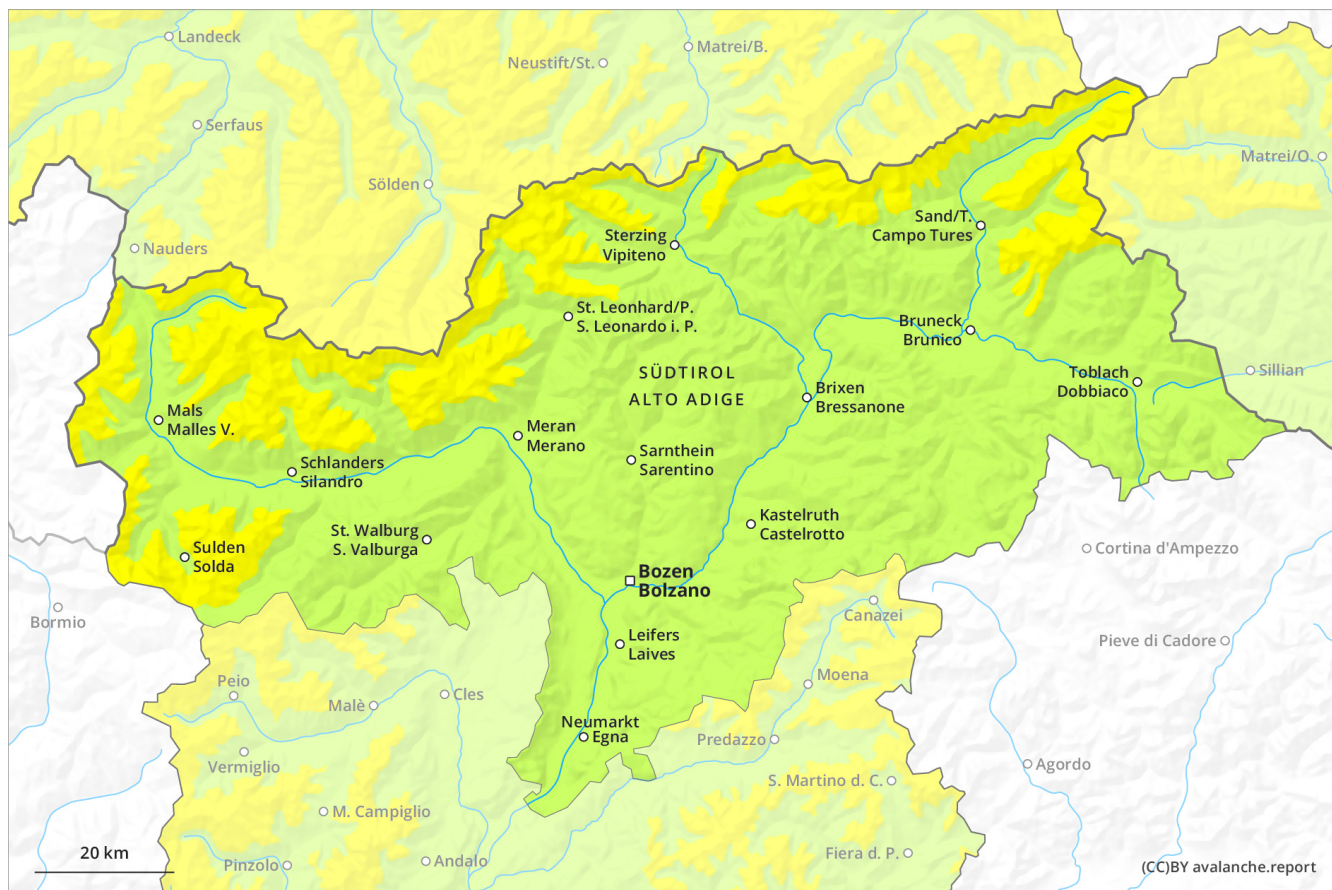 Landeck
Matrei/B.
Neustift/St.
Serfaus
Matrei/O.
Sölden
Sand/T.
Campo Tures
Sterzing
Vipiteno
Nauders
St. Leonhard/P.
S. Leonardo i. P.
Bruneck
Brunico
SÜDTIROL
ALTO ADIGE
Toblach
Dobbiaco
Sillian
Brixen
Bressanone
Mals
Malles V.
Meran
Merano
Sarnthein
Sarentino
Schlanders
Silandro
Kastelruth
Castelrotto
St. Walburg
S. Valburga
Sulden
Solda
Cortina d'Ampezzo
Bozen
Bolzano
Bormio
Canazei
Leifers
Laives
Pieve di Cadore
Peio
Moena
Malè
Cles
Neumarkt
Egna
Predazzo
Vermiglio
Agordo
S. Martino d. C.
M. Campiglio
20 km
Pinzolo
Andalo
Fiera d. P.
(CC)BY avalanche.report